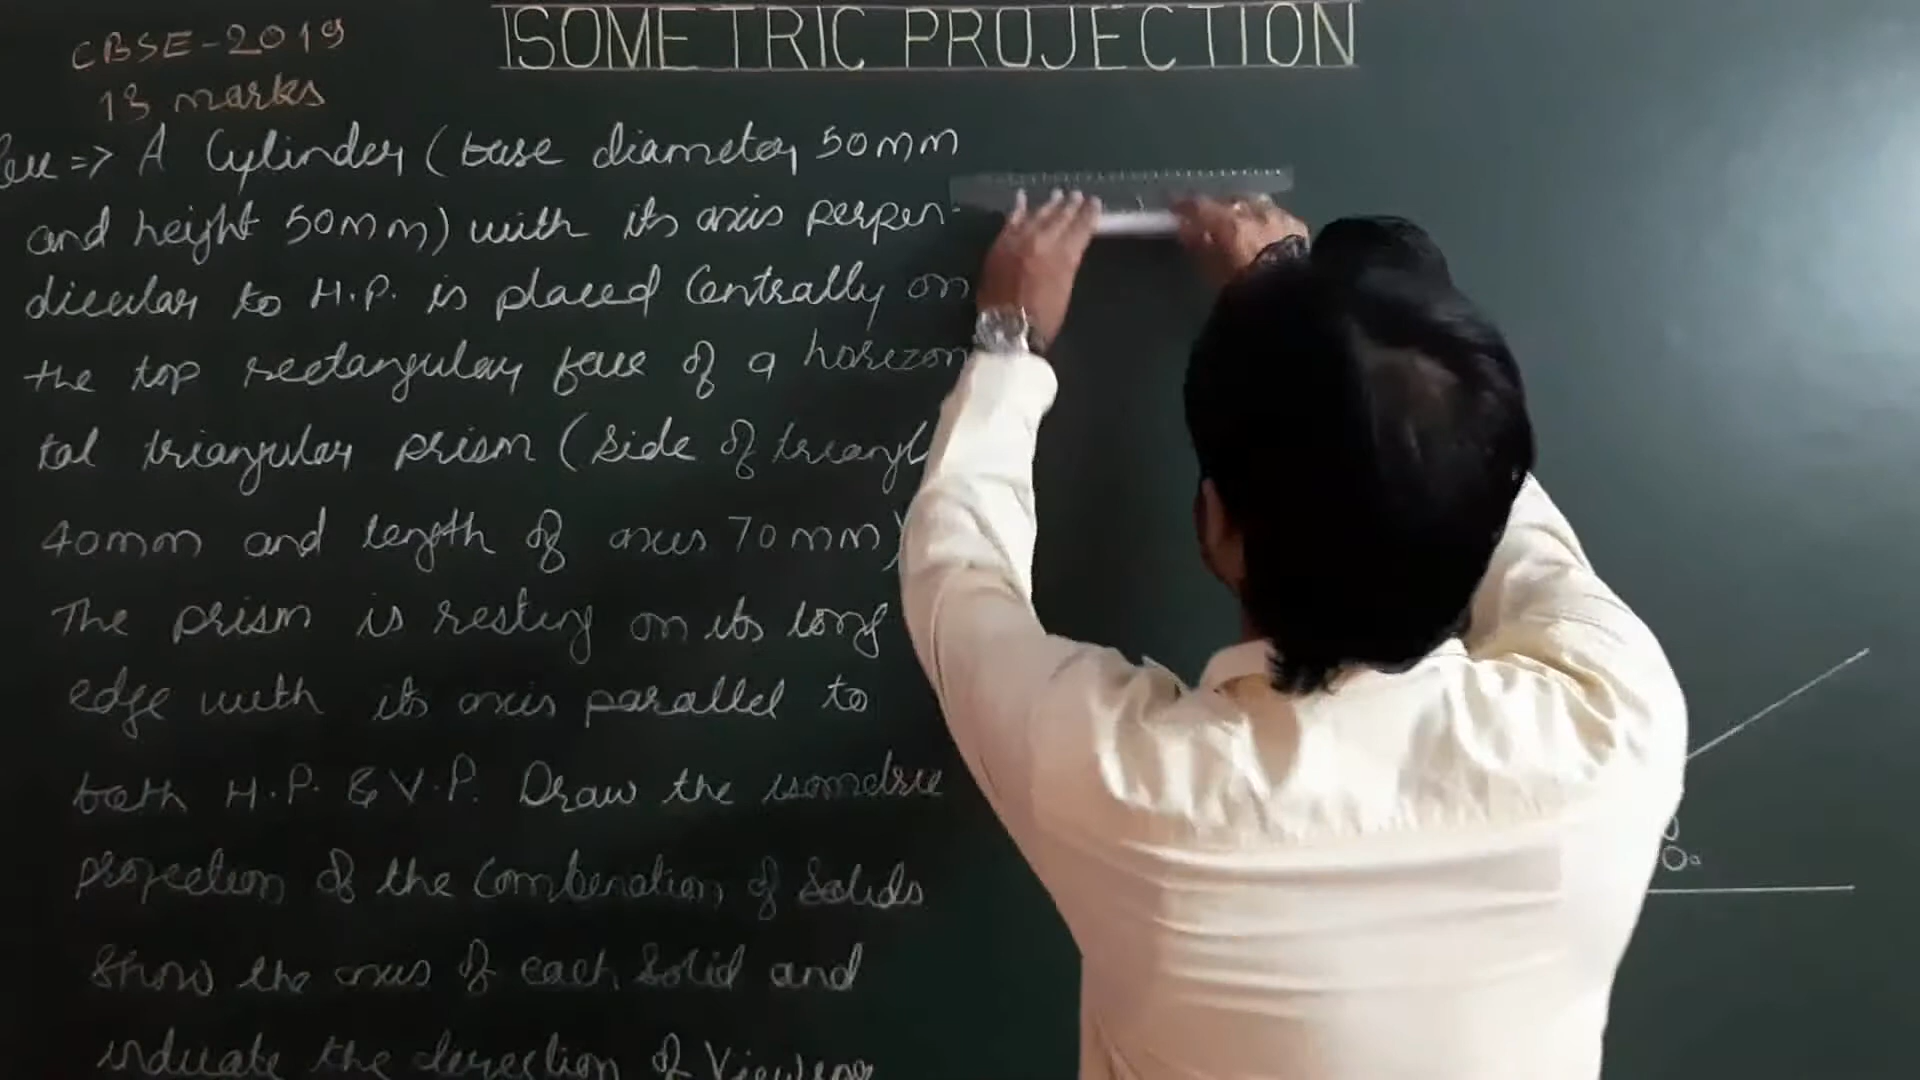 ISOMETRIC PROJECTION
CBSE-2019
13 marks
=> A Cylinder (base diameter 50mm
and height 50mm) with its axis perpen-
dicular to H.P. is placed Centrally on
the top rectangular face of a horezon
tal triangular prism (side of triangl
40mm and length of axis 70mm)
The prism is resting on its long
edge with its axis parallel to
both H.P. & V.P. Draw the isometric
projection of the Combination of Solids
Show the axis of each Solid and
indicate the direction of Viewing